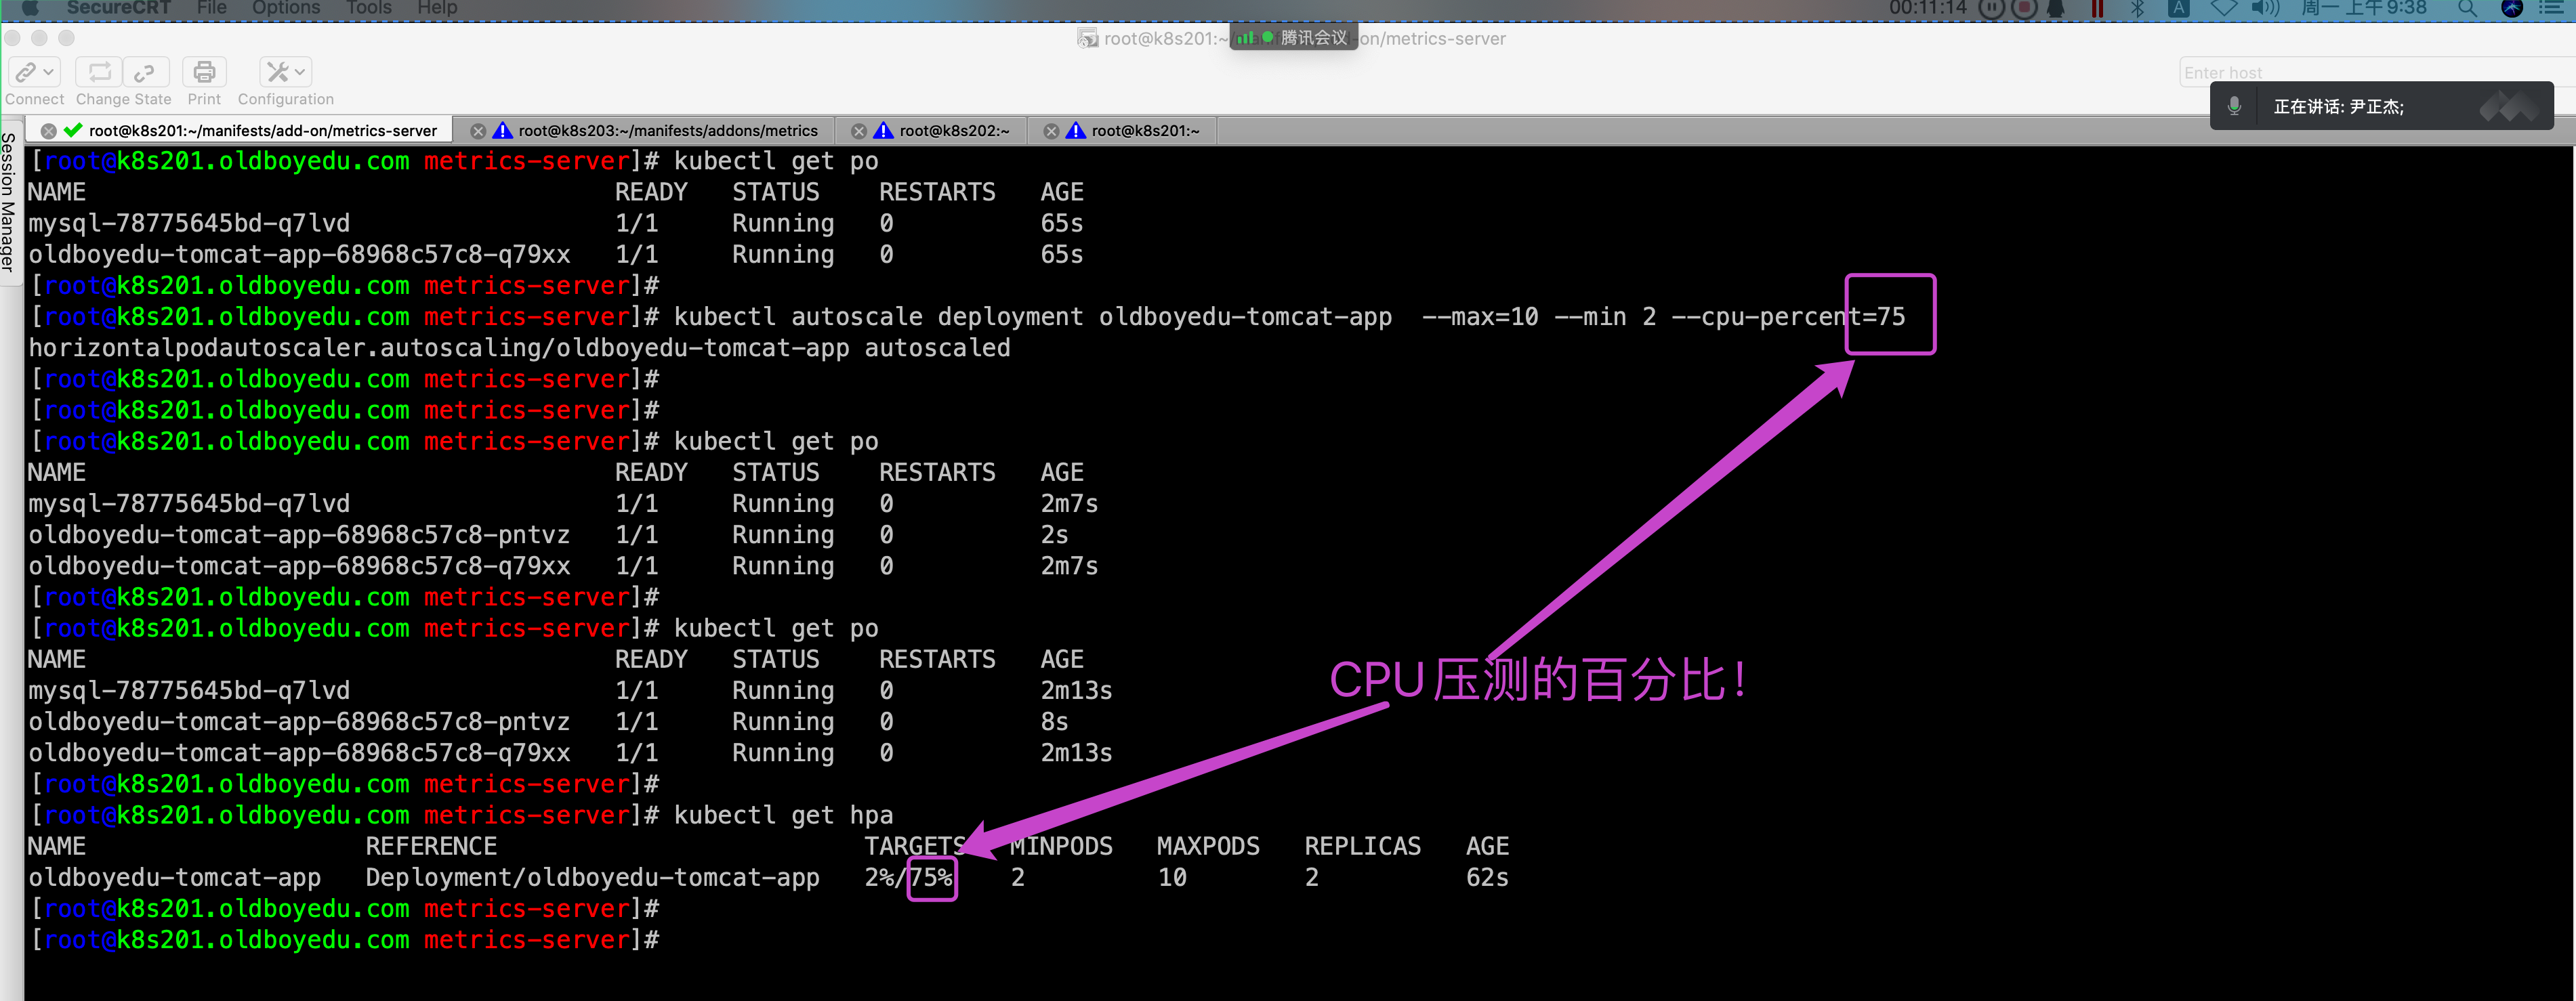 SecureCRT File Options Tools Help 00:11:14 A 周一 上午9:38
root@k8s201:~/manif d-on/metrics-server
腾讯会议
Enter host
Connect Change State Print Configuration
正在讲话: 尹正杰;
root@k8s201:~/manifests/add-on/metrics-server root@k8s203:~/manifests/addons/metrics root@k8s202:~ root@k8s201:~
Session Manager
[root@k8s201.oldboyedu.com metrics-server]# kubectl get po
NAME READY STATUS RESTARTS AGE
mysql-78775645bd-q7lvd 1/1 Running 0 65s
oldboyedu-tomcat-app-68968c57c8-q79xx 1/1 Running 0 65s
[root@k8s201.oldboyedu.com metrics-server]#
[root@k8s201.oldboyedu.com metrics-server]# kubectl autoscale deployment oldboyedu-tomcat-app --max=10 --min 2 --cpu-percent=75
horizontalpodautoscaler.autoscaling/oldboyedu-tomcat-app autoscaled
[root@k8s201.oldboyedu.com metrics-server]#
[root@k8s201.oldboyedu.com metrics-server]#
[root@k8s201.oldboyedu.com metrics-server]# kubectl get po
NAME READY STATUS RESTARTS AGE
mysql-78775645bd-q7lvd 1/1 Running 0 2m7s
oldboyedu-tomcat-app-68968c57c8-pntvz 1/1 Running 0 2s
oldboyedu-tomcat-app-68968c57c8-q79xx 1/1 Running 0 2m7s
[root@k8s201.oldboyedu.com metrics-server]#
[root@k8s201.oldboyedu.com metrics-server]# kubectl get po
NAME READY STATUS RESTARTS AGE
mysql-78775645bd-q7lvd 1/1 Running 0 2m13s
oldboyedu-tomcat-app-68968c57c8-pntvz 1/1 Running 0 8s
oldboyedu-tomcat-app-68968c57c8-q79xx 1/1 Running 0 2m13s
CPU压测的百分比!
[root@k8s201.oldboyedu.com metrics-server]#
[root@k8s201.oldboyedu.com metrics-server]# kubectl get hpa
NAME REFERENCE TARGETS MINPODS MAXPODS REPLICAS AGE
oldboyedu-tomcat-app Deployment/oldboyedu-tomcat-app 2%/75% 2 10 2 62s
[root@k8s201.oldboyedu.com metrics-server]#
[root@k8s201.oldboyedu.com metrics-server]#